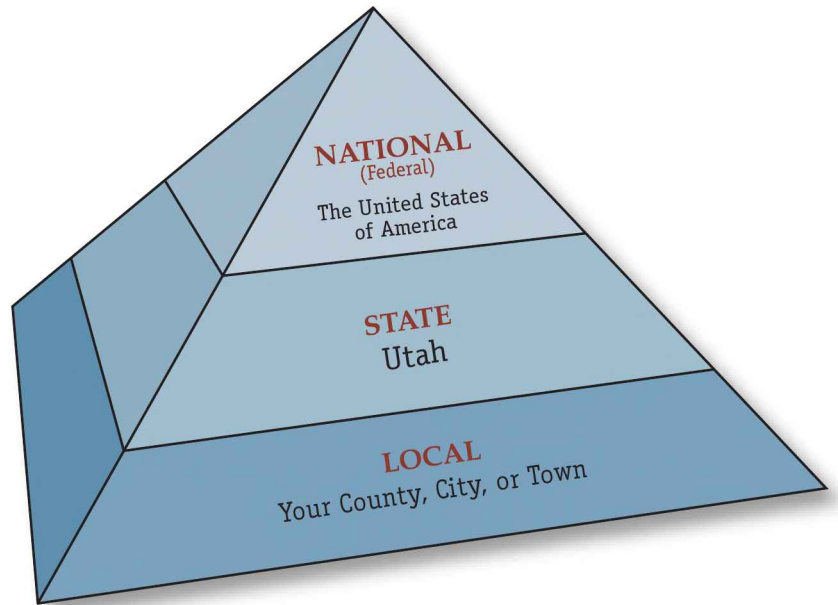 NATIONAL
(Federal)
The United States
of America
STATE
Utah
LOCAL
Your County, City, or Town